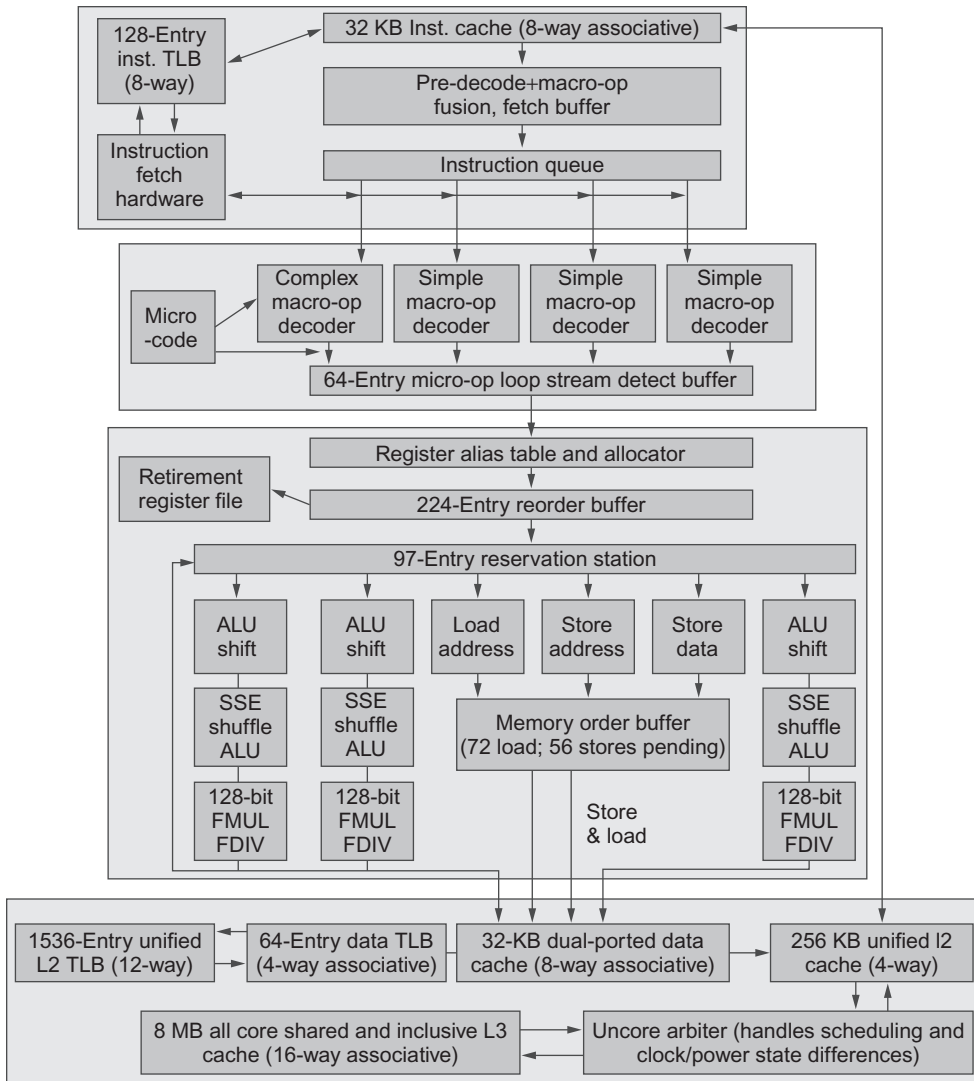 128-Entry
inst. TLB
(8-way)
32 KB Inst. cache (8-way associative)
Pre-decode+macro-op
fusion, fetch buffer
Instruction
fetch
hardware
Instruction queue
Micro
-code
Complex
macro-op
decoder
Simple
macro-op
decoder
Simple
macro-op
decoder
Simple
macro-op
decoder
64-Entry micro-op loop stream detect buffer
Register alias table and allocator
Retirement
register file
224-Entry reorder buffer
97-Entry reservation station
ALU
shift
SSE
shuffle
ALU
128-bit
FMUL
FDIV
ALU
shift
SSE
shuffle
ALU
128-bit
FMUL
FDIV
Load
address
Store
address
Store
data
Memory order buffer
(72 load; 56 stores pending)
Store
& load
ALU
shift
SSE
shuffle
ALU
128-bit
FMUL
FDIV
1536-Entry unified
L2 TLB (12-way)
64-Entry data TLB
(4-way associative)
32-KB dual-ported data
cache (8-way associative)
256 KB unified l2
cache (4-way)
8 MB all core shared and inclusive L3
cache (16-way associative)
Uncore arbiter (handles scheduling and
clock/power state differences)